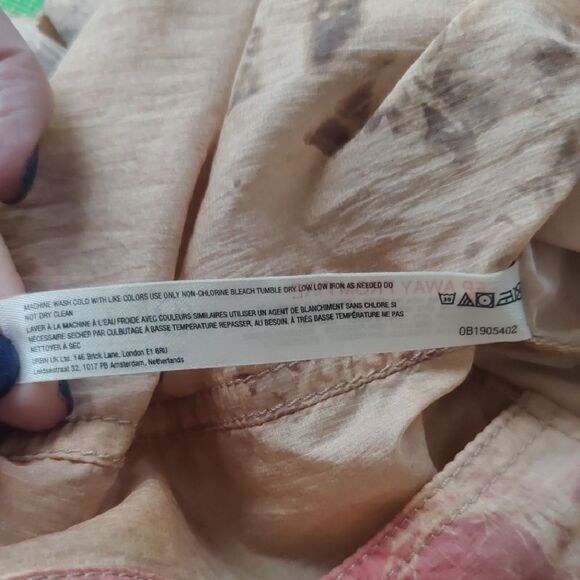 MACHINE WASH COLD WITH LIKE COLORS USE ONLY NON-CHLORINE BLEACH TUMBLE DRY LOW LOW IRON AS NEEDED DO
NOT DRY CLEAN
LAVER À LA MACHINE À L'EAU FROIDE AVEC COULEURS SIMILAIRES UTILISER UN AGENT DE BLANCHIMENT SANS CHLORE SI
NÉCESSAIRE SÉCHER PAR CULBUTAGE À BASSE TEMPÉRATURE REPASSER, AU BESOIN, À TRÈS BASSE TEMPÉRATURE NE PAS
NETTOYER À SEC
URBN UK Ltd. 146 Brick Lane, London E1 6RU
Leidsestraat 32, 1017 PB Amsterdam, Netherlands
0B1905402